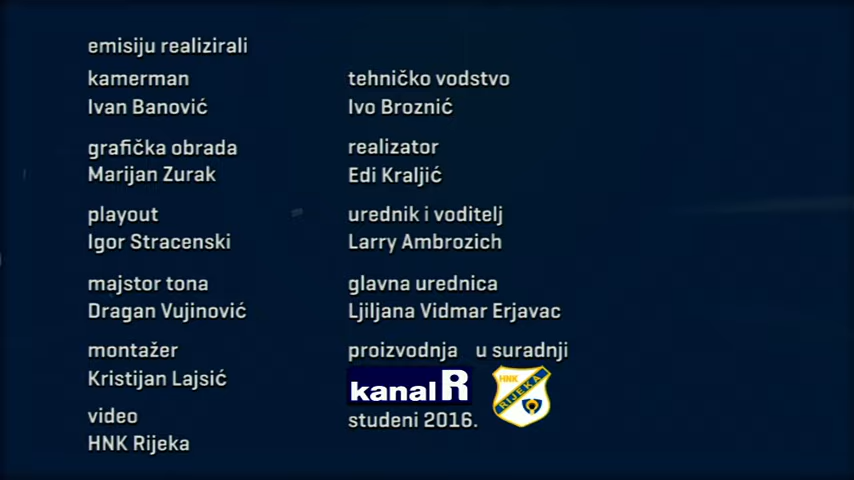 emisiju realizirali
kamerman
Ivan Banović
grafička obrada
Marijan Zurak
playout
Igor Stracenski
majstor tona
Dragan Vujinović
montažer
Kristijan Lajsić
video
HNK Rijeka
tehničko vodstvo
Ivo Broznić
realizator
Edi Kraljić
urednik i voditelj
Larry Ambrozich
glavna urednica
Ljiljana Vidmar Erjavac
proizvodnja u suradnji
kanal R
HNK
RIJEKA
studeni 2016.